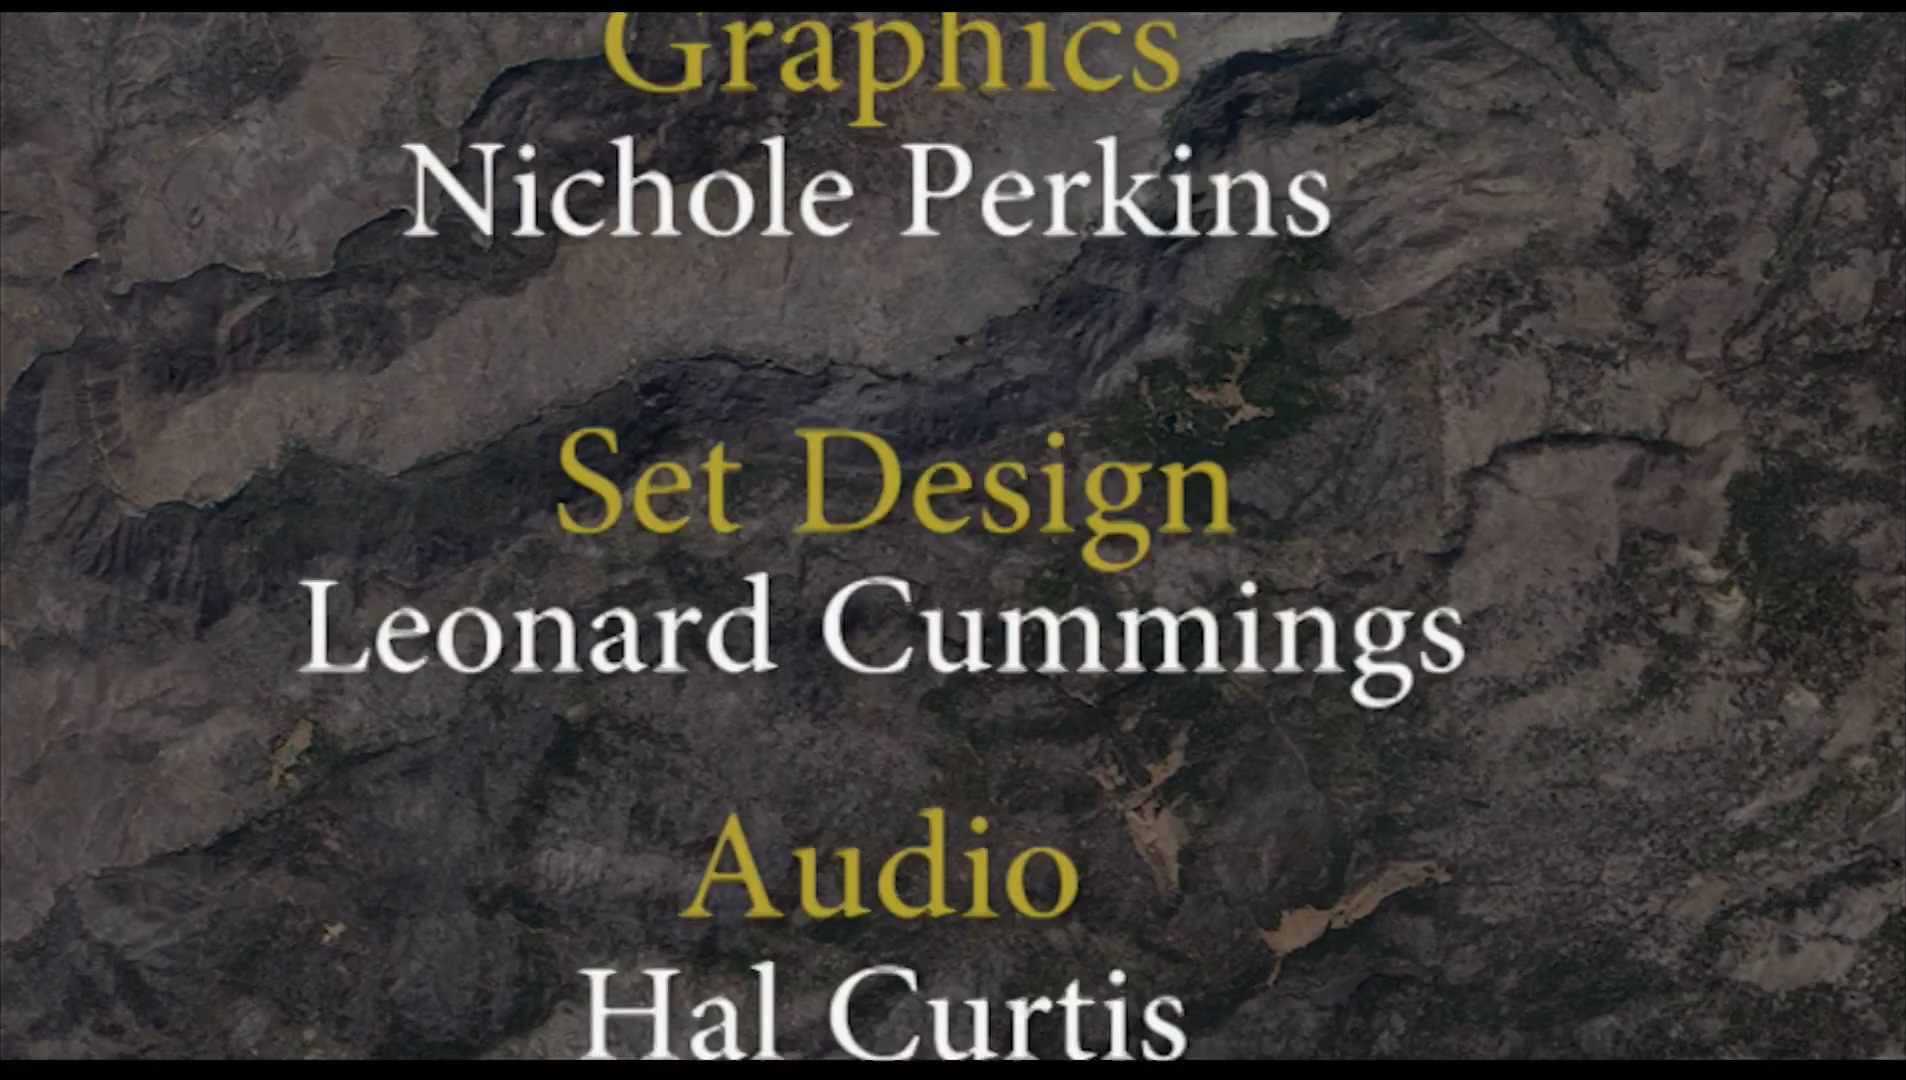 Graphics
Nichole Perkins
Set Design
Leonard Cummings
Audio
Hal Curtis